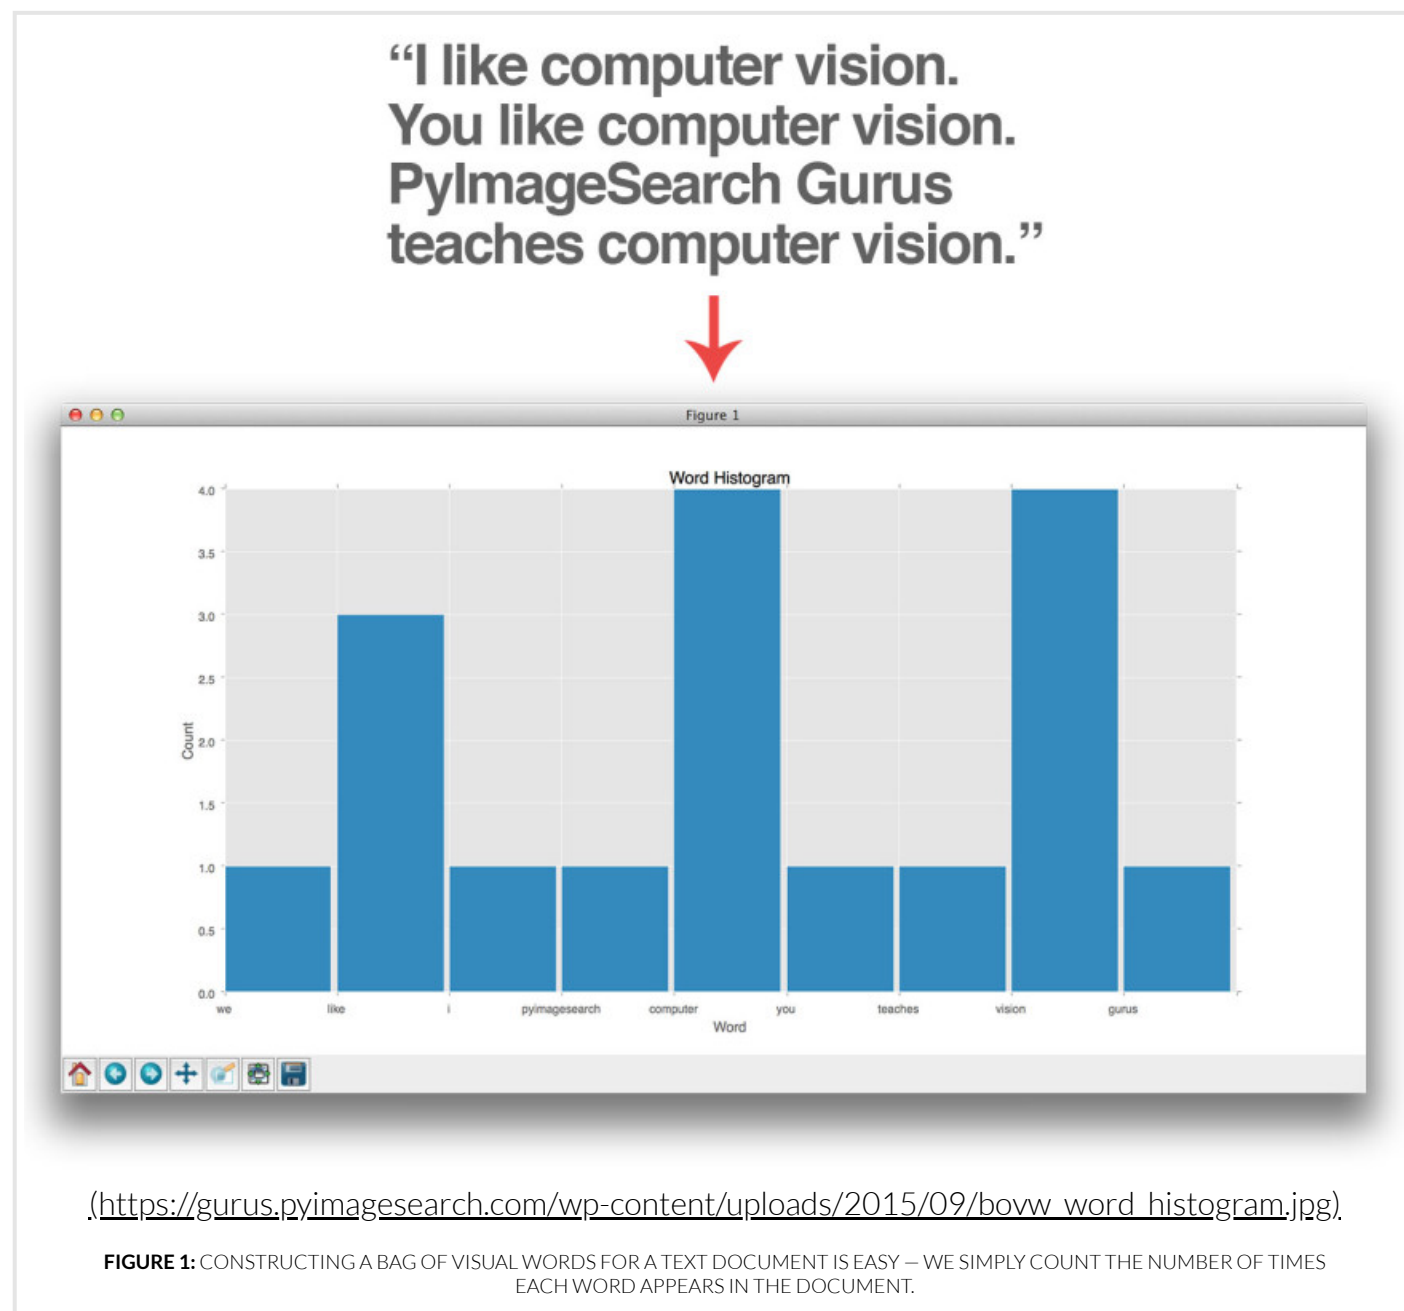 “I like computer vision.
You like computer vision.
PyImageSearch Gurus
teaches computer vision.”
Figure 1
Word Histogram
4.0
3.5
3.0
2.5
2.0
1.5
1.0
0.5
0.0
Count
we like i pyimagesearch computer you teaches vision gurus
Word
(https://gurus.pyimagesearch.com/wp-content/uploads/2015/09/bovw_word_histogram.jpg)
FIGURE 1: CONSTRUCTING A BAG OF VISUAL WORDS FOR A TEXT DOCUMENT IS EASY — WE SIMPLY COUNT THE NUMBER OF TIMES
EACH WORD APPEARS IN THE DOCUMENT.